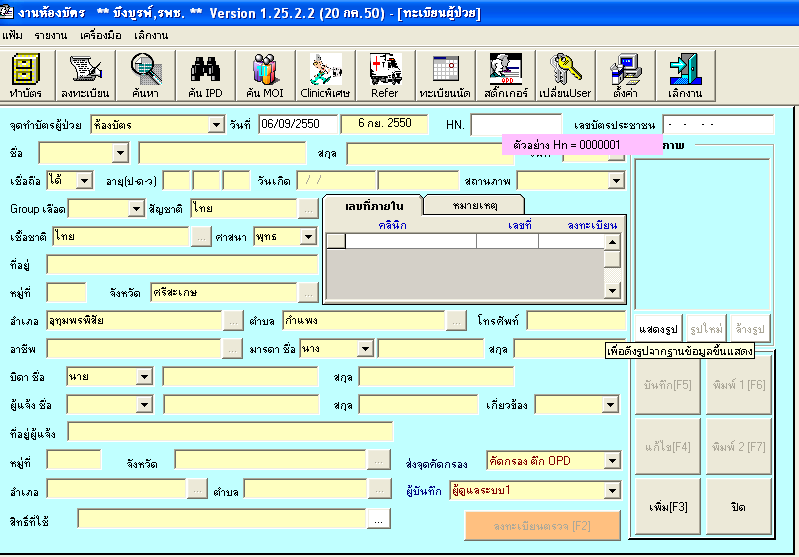 งานห้องบัตร ** บึงบูรพ์,รพช. ** Version 1.25.2.2 (20 กค.50) - [ทะเบียนผู้ป่วย]
แฟ้ม รายงาน เครื่องมือ เลิกงาน
ทำบัตร ลงทะเบียน ค้นหา ค้น IPD ค้น MOI Clinicพิเศษ Refer ทะเบียนนัด สติ๊กเกอร์ เปลี่ยนUser ตั้งค่า เลิกงาน
จุดทำบัตรผู้ป่วย ห้องบัตร วันที่ 06/09/2550 6 กย. 2550 HN. เลขบัตรประชาชน - - - -
ตัวอย่าง Hn = 0000001 ภาพ
ชื่อ สกุล
เชื่อถือ ได้ อายุ(ป-ด-ว) วันเกิด / / สถานภาพ
Group เลือด สัญชาติ ไทย ... เลขที่ภายใน หมายเหตุ
คลินิก เลขที่ ลงทะเบียน
เชื้อชาติ ไทย ... ศาสนา พุทธ
ที่อยู่
หมู่ที่ จังหวัด ศรีสะเกษ ...
อำเภอ อุทุมพรพิสัย ... ตำบล กำแพง ... โทรศัพท์
แสดงรูป รูปใหม่ ล้างรูป
อาชีพ ... มารดา ชื่อ นาง สกุล
เพื่อดึงรูปจากฐานข้อมูลขึ้นแสดง
บิดา ชื่อ นาย สกุล
บันทึก[F5] พิมพ์ 1 [F6]
ผู้แจ้ง ชื่อ สกุล เกี่ยวข้อง
ที่อยู่ผู้แจ้ง
แก้ไข[F4] พิมพ์ 2 [F7]
หมู่ที่ จังหวัด ... ส่งจุดคัดกรอง คัดกรอง ตึก OPD
อำเภอ ... ตำบล ... ผู้บันทึก ผู้ดูแลระบบ1
เพิ่ม[F3] ปิด
สิทธิ์ที่ใช้ ... ลงทะเบียนตรวจ [F2]